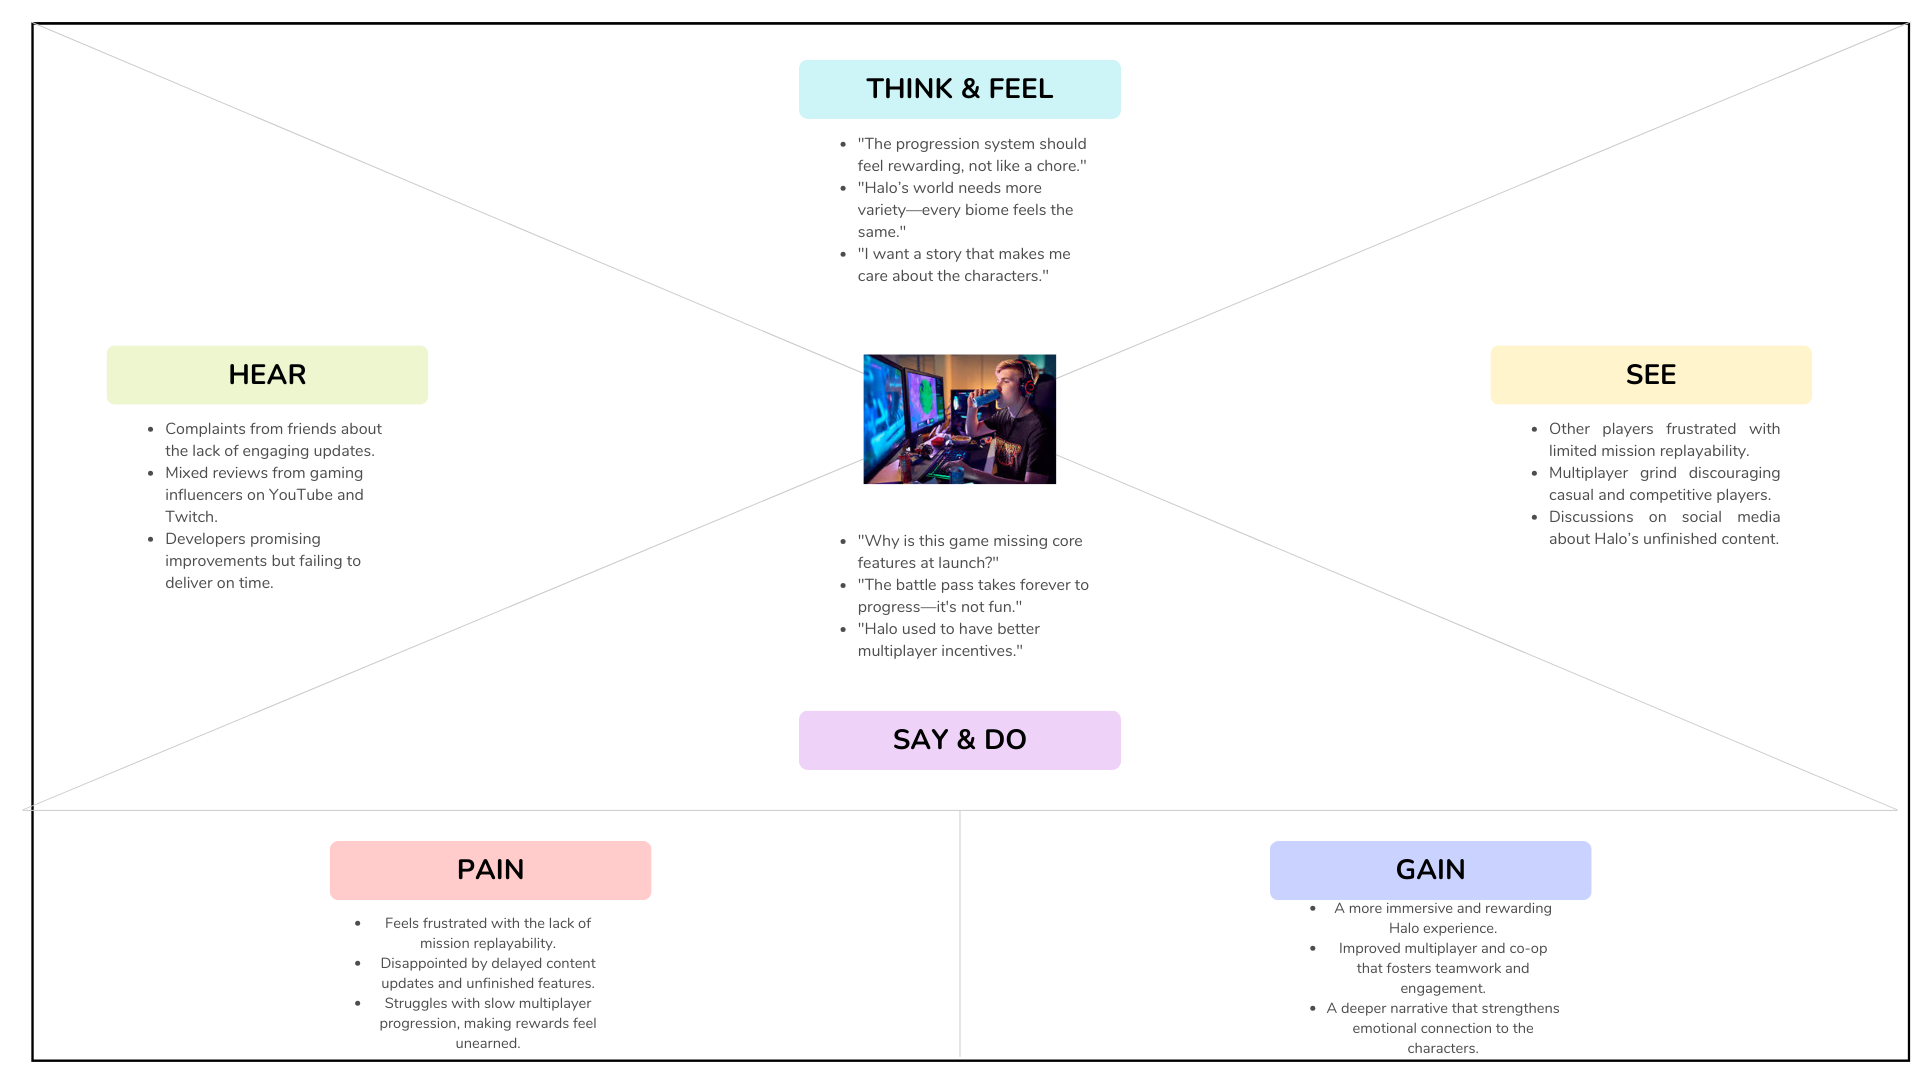 THINK & FEEL
• "The progression system should
feel rewarding, not like a chore."
• "Halo’s world needs more
variety—every biome feels the
same."
• "I want a story that makes me
care about the characters."
HEAR
• Complaints from friends about
the lack of engaging updates.
• Mixed reviews from gaming
influencers on YouTube and
Twitch.
• Developers promising
improvements but failing to
deliver on time.
SEE
• Other players frustrated with
limited mission replayability.
• Multiplayer grind discouraging
casual and competitive players.
• Discussions on social media
about Halo’s unfinished content.
• "Why is this game missing core
features at launch?"
• "The battle pass takes forever to
progress—it's not fun."
• "Halo used to have better
multiplayer incentives."
SAY & DO
PAIN
• Feels frustrated with the lack of
mission replayability.
• Disappointed by delayed content
updates and unfinished features.
• Struggles with slow multiplayer
progression, making rewards feel
unearned.
GAIN
• A more immersive and rewarding
Halo experience.
• Improved multiplayer and co-op
that fosters teamwork and
engagement.
• A deeper narrative that strengthens
emotional connection to the
characters.